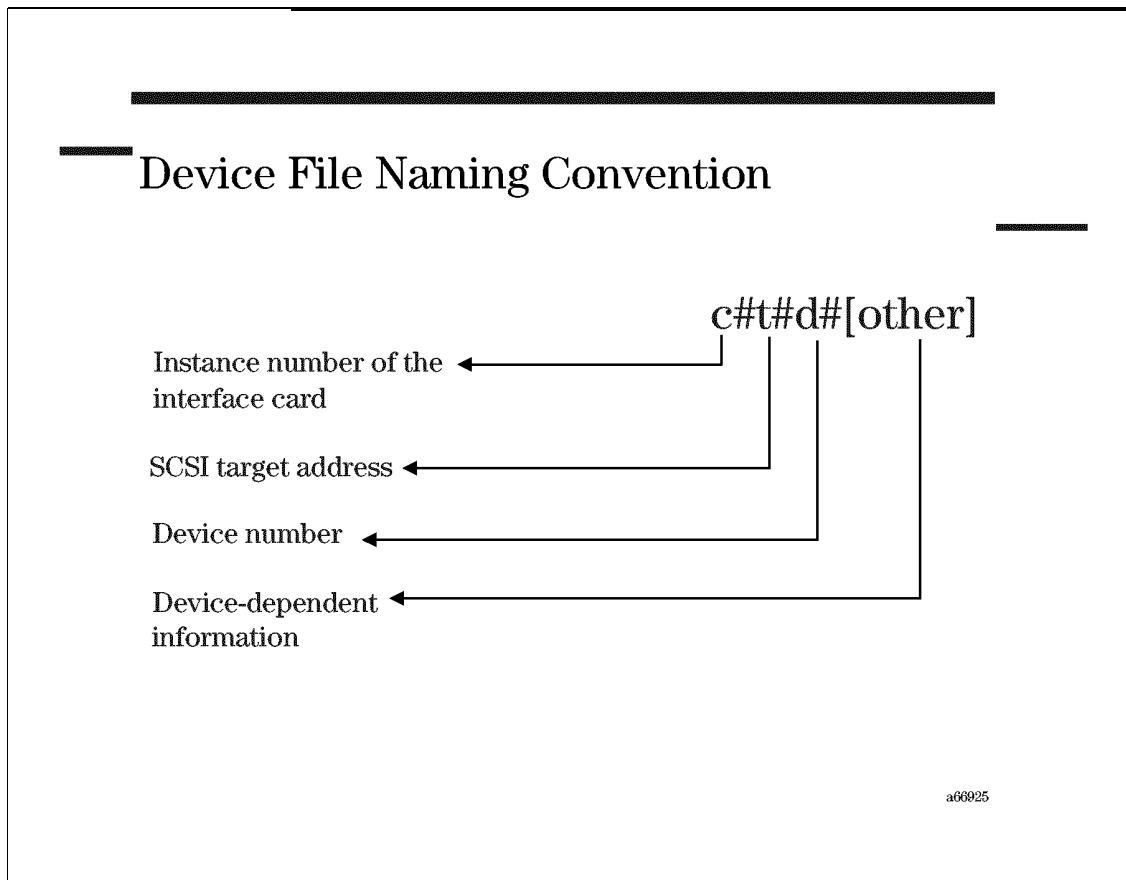 Device File Naming Convention
c#t#d#[other]
Instance number of the
interface card
SCSI target address
Device number
Device-dependent
information
a66925